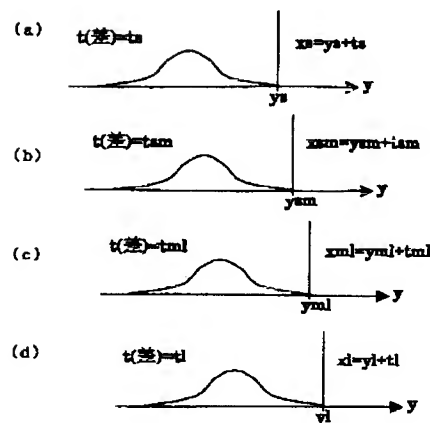 (a) t(差)=ts xs=ys+ts
ys y
(b) t(差)=tsm xsm=ysm+tsm
ysm y
(c) t(差)=tml xml=yml+tml
yml y
(d) t(差)=tl xl=yl+tl
yl y